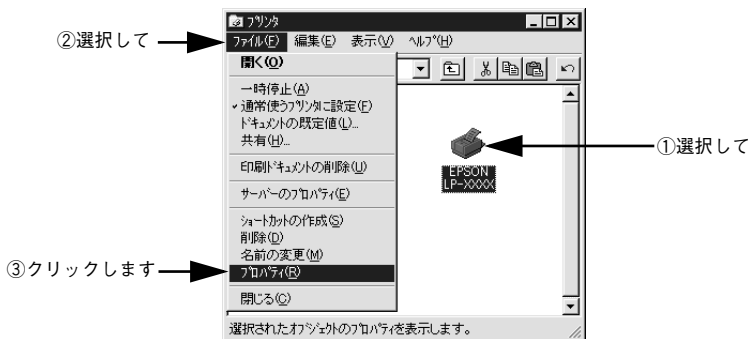 プリンタ
②選択して
ファイル(F) 編集(E) 表示(V) ヘルプ(H)
開く(O)
一時停止(A)
通常使うプリンタに設定(F)
ドキュメントの既定値(L)...
共有(H)...
①選択して
印刷ドキュメントの削除(U)
EPSON
LP-XXXX
サーバーのプロパティ(E)
ショートカットの作成(S)
削除(D)
名前の変更(M)
③クリックします
プロパティ(R)
閉じる(C)
選択されたオブジェクトのプロパティを表示します。